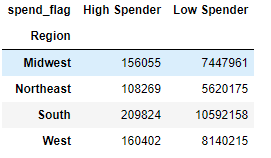 spend_flag High Spender Low Spender
Region
Midwest 156055 7447961
Northeast 108269 5620175
South 209824 10592158
West 160402 8140215